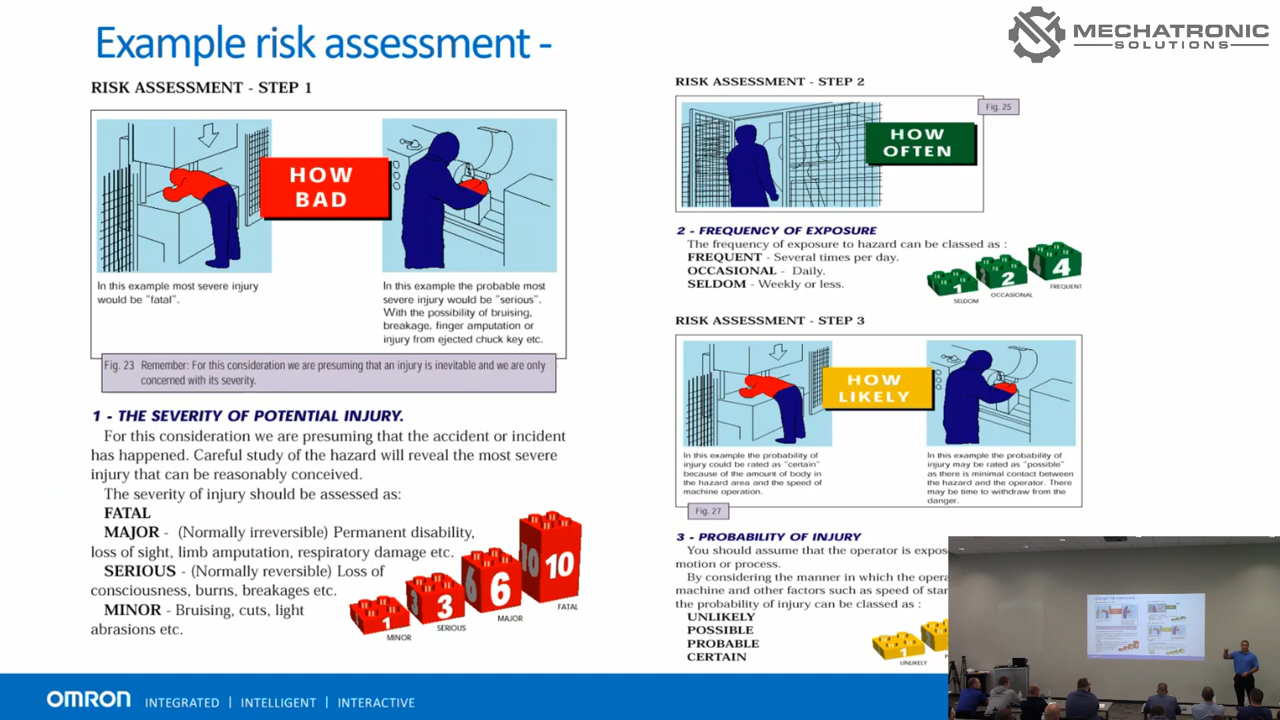 Example risk assessment -
MECHATRONIC
SOLUTIONS
RISK ASSESSMENT - STEP 1
HOW
BAD
In this example most severe injury
would be "fatal".
In this example the probable most
severe injury would be "serious".
With the possibility of bruising,
breakage, finger amputation or
injury from ejected chuck key etc.
Fig. 23 Remember: For this consideration we are presuming that an injury is inevitable and we are only
concerned with its severity.
1 - THE SEVERITY OF POTENTIAL INJURY.
For this consideration we are presuming that the accident or incident
has happened. Careful study of the hazard will reveal the most severe
injury that can be reasonably conceived.
The severity of injury should be assessed as:
FATAL
MAJOR - (Normally irreversible) Permanent disability,
loss of sight, limb amputation, respiratory damage etc.
SERIOUS - (Normally reversible) Loss of
consciousness, burns, breakages etc.
MINOR - Bruising, cuts, light
abrasions etc.
1
3
6
6
10
10
MINOR
SERIOUS
MAJOR
FATAL
RISK ASSESSMENT - STEP 2
Fig. 25
HOW
OFTEN
2 - FREQUENCY OF EXPOSURE
The frequency of exposure to hazard can be classed as :
FREQUENT - Several times per day.
OCCASIONAL - Daily.
SELDOM - Weekly or less.
1
2
4
SELDOM
OCCASIONAL
FREQUENT
RISK ASSESSMENT - STEP 3
HOW
LIKELY
In this example the probability of
injury could be rated as "certain"
because of the amount of body in
the hazard area and the speed of
machine operation.
In this example the probability of
injury may be rated as "possible"
as there is minimal contact between
the hazard and the operator. There
may be time to withdraw from the
danger.
Fig. 27
3 - PROBABILITY OF INJURY
You should assume that the operator is
motion or process.
By considering the manner in which the
machine and other factors such as speed of
the probability of injury can be classed as :
UNLIKELY
POSSIBLE
PROBABLE
CERTAIN
1
UNLIKELY
OMRON
INTEGRATED | INTELLIGENT | INTERACTIVE